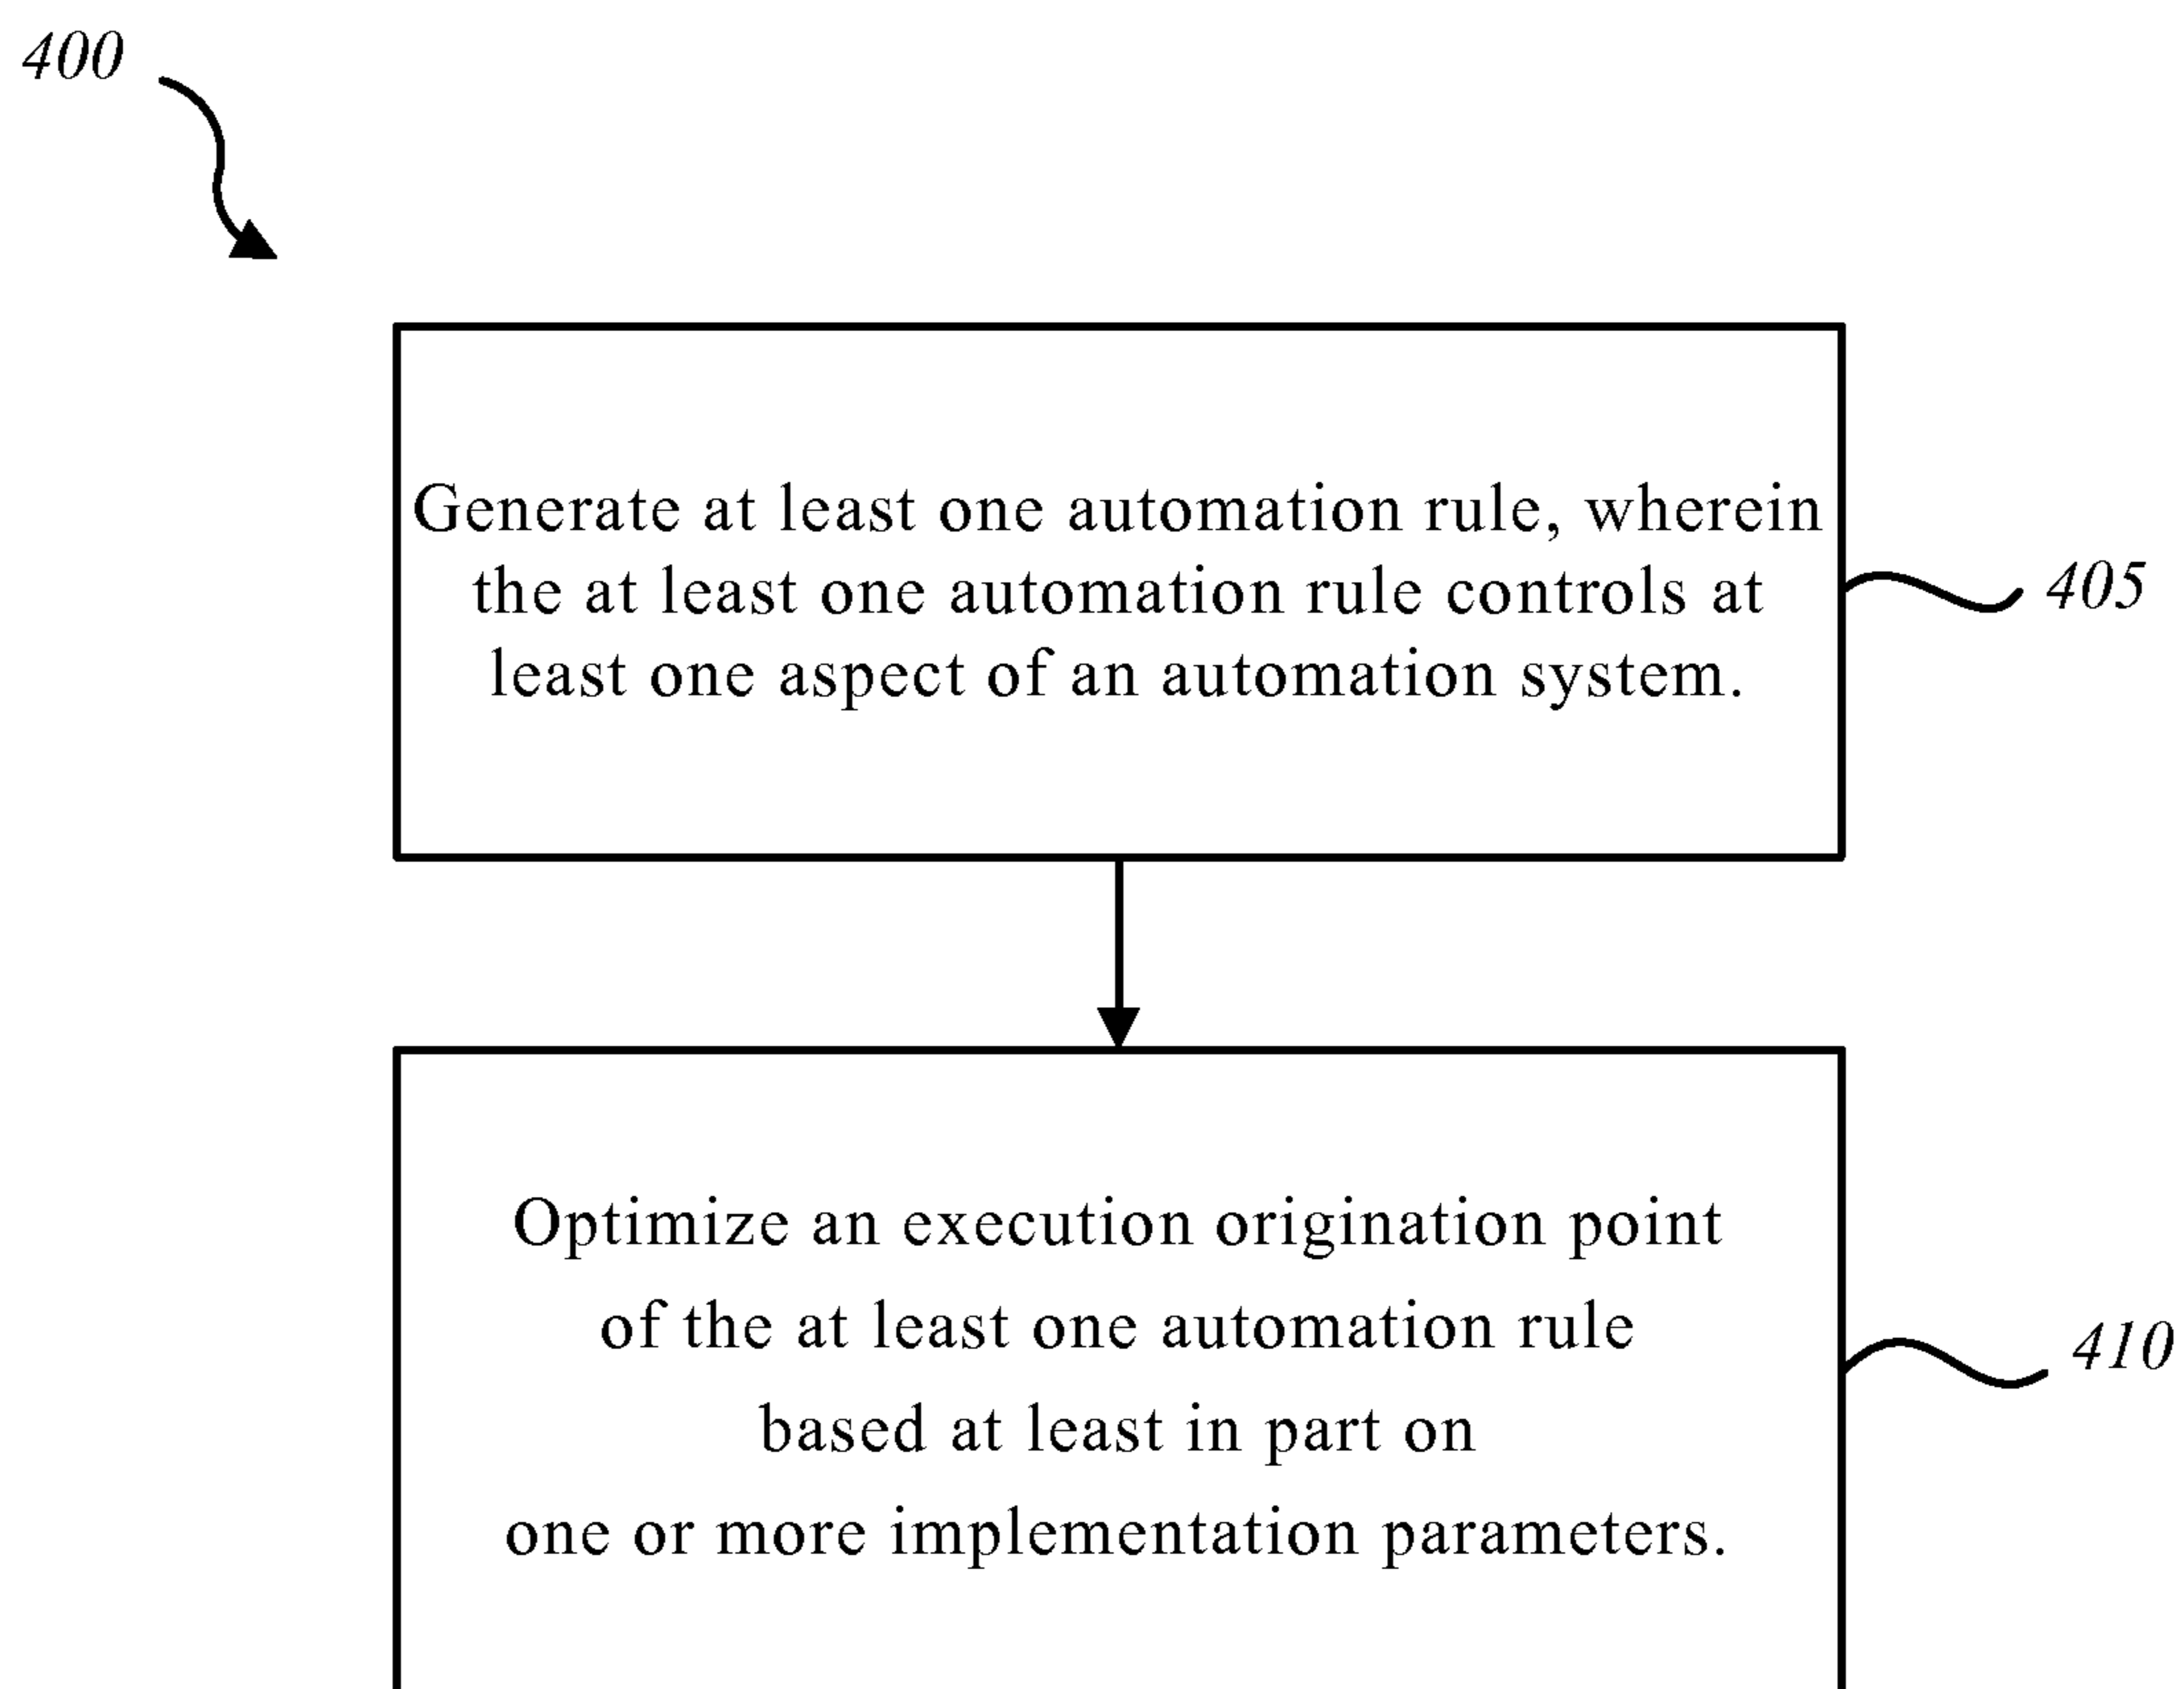 400
Generate at least one automation rule, wherein
the at least one automation rule controls at
least one aspect of an automation system.
405
Optimize an execution origination point
of the at least one automation rule
based at least in part on
one or more implementation parameters.
410